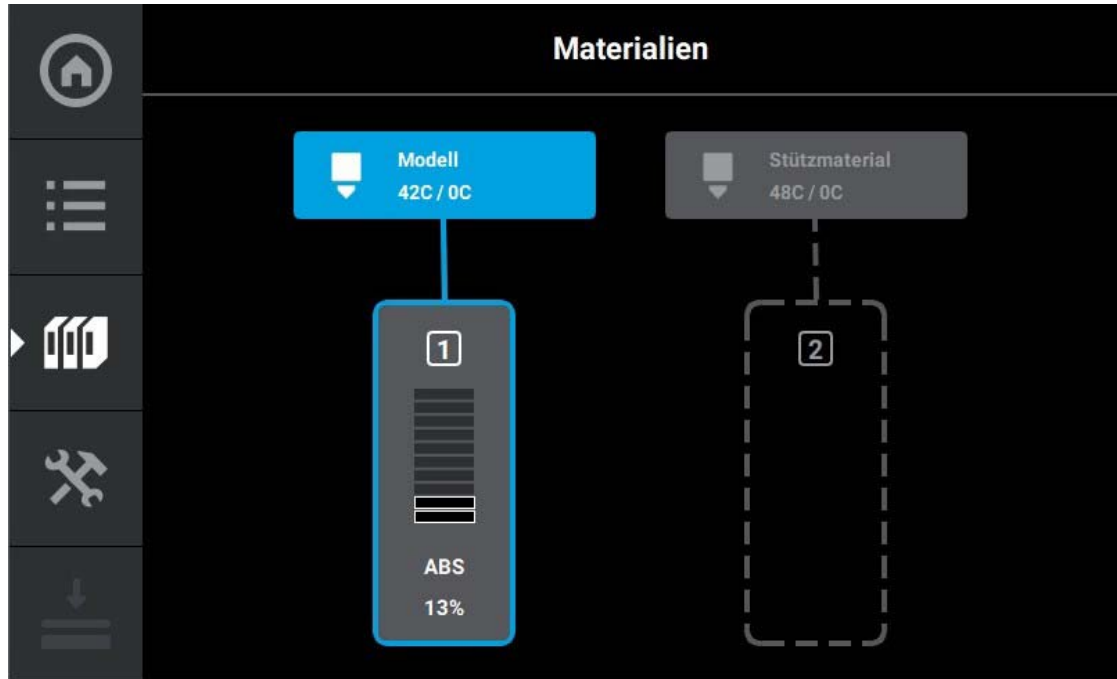 Materialien
Modell
42C / 0C
Stützmaterial
48C / 0C
1
2
ABS
13%